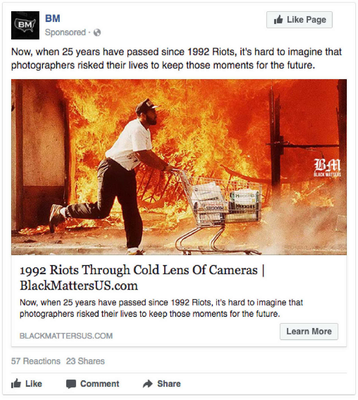 BM
BM
Like Page
Sponsored ·
Now, when 25 years have passed since 1992 Riots, it's hard to imagine that
photographers risked their lives to keep those moments for the future.
BM
BLACK MATTERS
1992 Riots Through Cold Lens Of Cameras |
BlackMattersUS.com
Now, when 25 years have passed since 1992 Riots, it's hard to imagine that
photographers risked their lives to keep those moments for the future.
BLACKMATTERSUS.COM
Learn More
57 Reactions 23 Shares
Like Comment Share